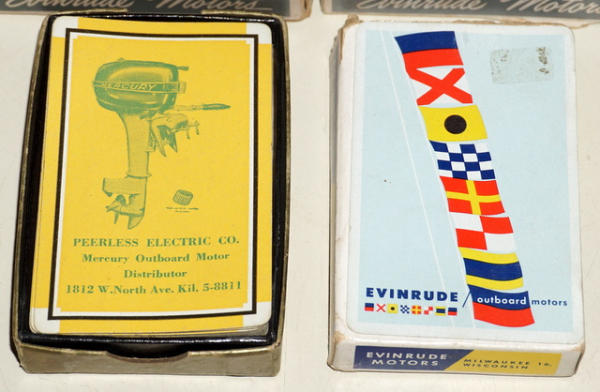 Evinrude Motors
Evinrude Motors
MERCURY
PEERLESS ELECTRIC CO.
Mercury Outboard Motor
Distributor
1812 W. North Ave. Kil. 5-8811
EVINRUDE / outboard motors
EVINRUDE
MOTORS
MILWAUKEE 16,
WISCONSIN